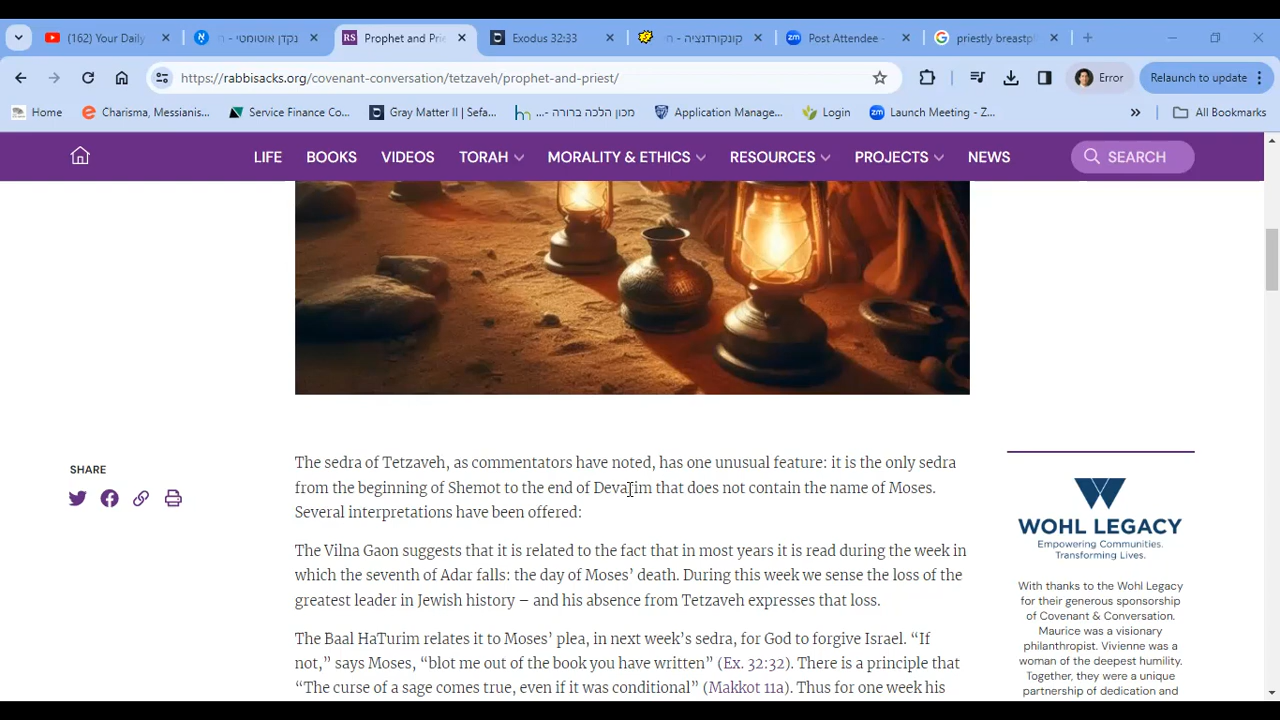 (162) Your Daily
נקדן אוטומטי - ר
Prophet and Prie
Exodus 32:33
קונקורדנציה - ח
Post Attendee -
priestly breastpl
https://rabbisacks.org/covenant-conversation/tetzaveh/prophet-and-priest/
Error
Relaunch to update
Home
Charisma, Messianis...
Service Finance Co...
Gray Matter II | Sefa...
מכון הלכה ברורה -...
Application Manage...
Login
Launch Meeting - Z...
»
All Bookmarks
LIFE BOOKS VIDEOS TORAH MORALITY & ETHICS RESOURCES PROJECTS NEWS SEARCH
The sedra of Tetzaveh, as commentators have noted, has one unusual feature: it is the only sedra
from the beginning of Shemot to the end of Devarim that does not contain the name of Moses.
Several interpretations have been offered:
The Vilna Gaon suggests that it is related to the fact that in most years it is read during the week in
which the seventh of Adar falls: the day of Moses’ death. During this week we sense the loss of the
greatest leader in Jewish history – and his absence from Tetzaveh expresses that loss.
The Baal HaTurim relates it to Moses’ plea, in next week’s sedra, for God to forgive Israel. “If
not,” says Moses, “blot me out of the book you have written” (Ex. 32:32). There is a principle that
“The curse of a sage comes true, even if it was conditional” (Makkot 11a). Thus for one week his
SHARE
WOHL LEGACY
Empowering Communities.
Transforming Lives.
With thanks to the Wohl Legacy
for their generous sponsorship
of Covenant & Conversation.
Maurice was a visionary
philanthropist. Vivienne was a
woman of the deepest humility.
Together, they were a unique
partnership of dedication and